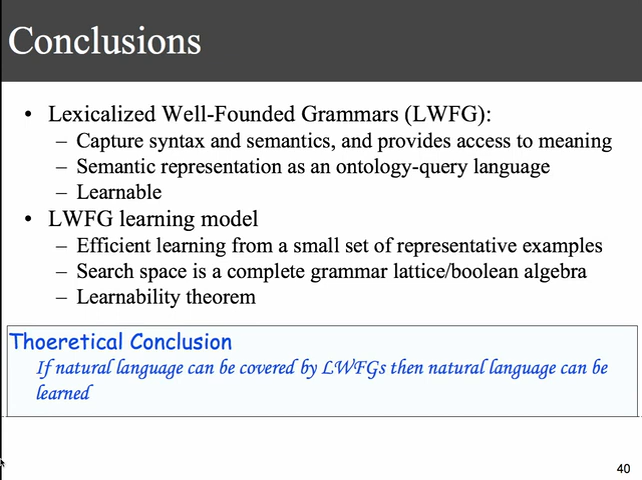 Conclusions
• Lexicalized Well-Founded Grammars (LWFG):
– Capture syntax and semantics, and provides access to meaning
– Semantic representation as an ontology-query language
– Learnable
• LWFG learning model
– Efficient learning from a small set of representative examples
– Search space is a complete grammar lattice/boolean algebra
– Learnability theorem
Thoeretical Conclusion
If natural language can be covered by LWFGs then natural language can be
learned
40